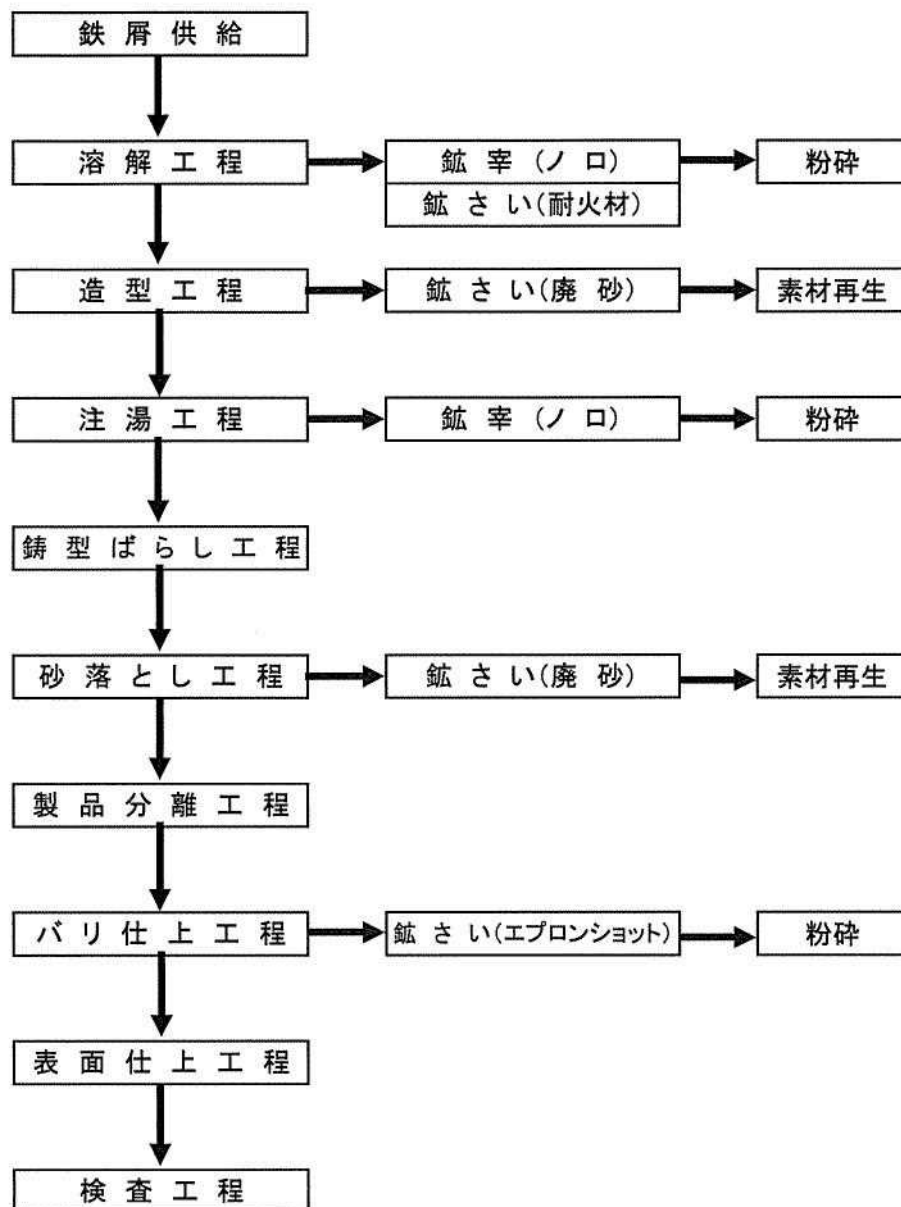 鉄屑供給
溶解工程
鉱宰(ノロ)
粉砕
鉱さい(耐火材)
造型工程
鉱さい(廃砂)
素材再生
注湯工程
鉱宰(ノロ)
粉砕
鋳型ばらし工程
砂落とし工程
鉱さい(廃砂)
素材再生
製品分離工程
バリ仕上工程
鉱さい(エプロンショット)
粉砕
表面仕上工程
検査工程